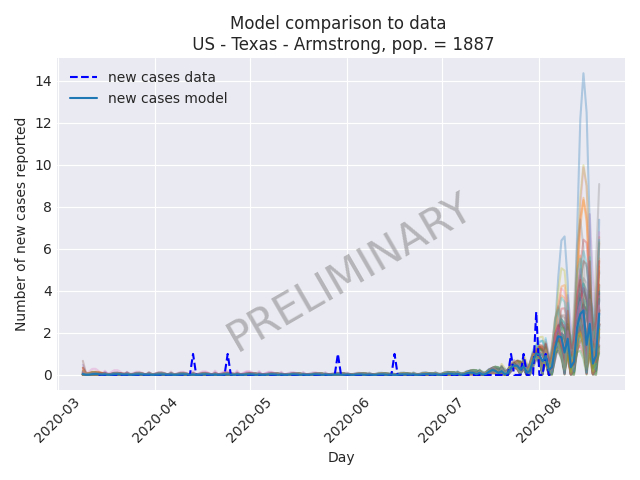 Model comparison to data
US - Texas - Armstrong, pop. = 1887
new cases data
new cases model
Number of new cases reported
14
12
10
8
6
4
2
0
PRELIMINARY
2020-03
2020-04
2020-05
2020-06
2020-07
2020-08
Day